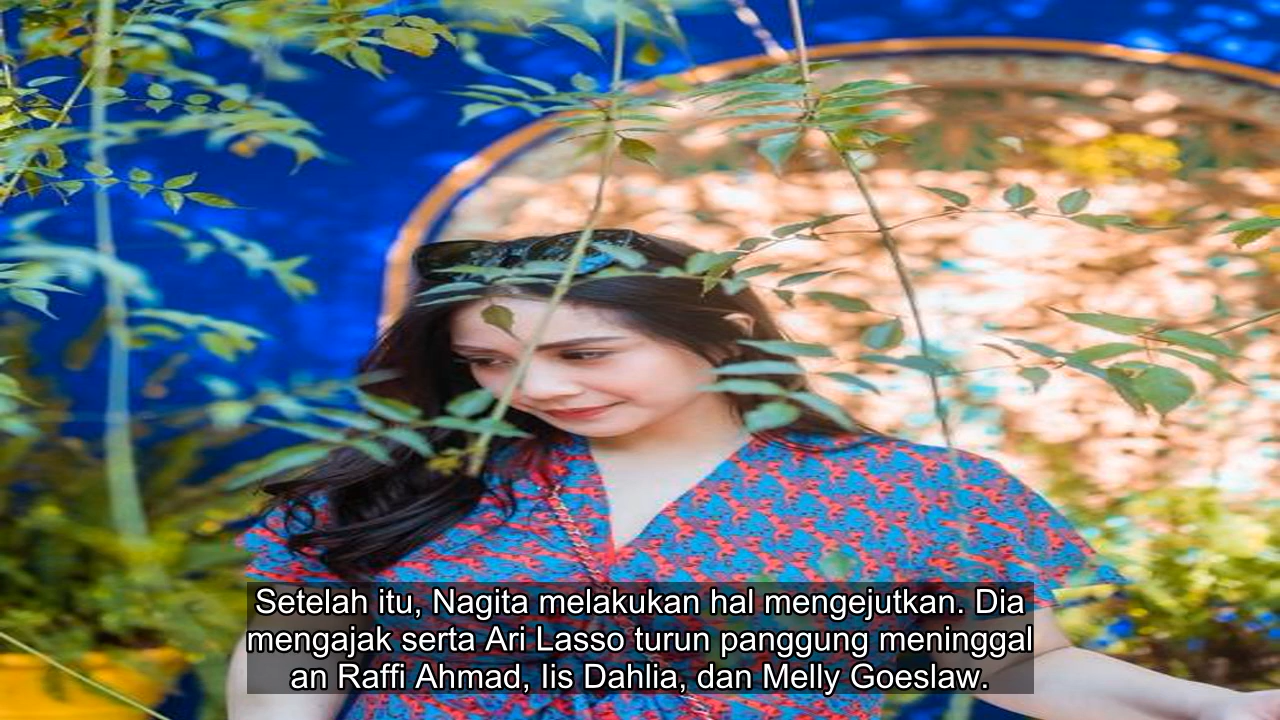 Setelah itu, Nagita melakukan hal mengejutkan. Dia
mengajak serta Ari Lasso turun panggung meninggal
an Raffi Ahmad, Iis Dahlia, dan Melly Goeslaw.